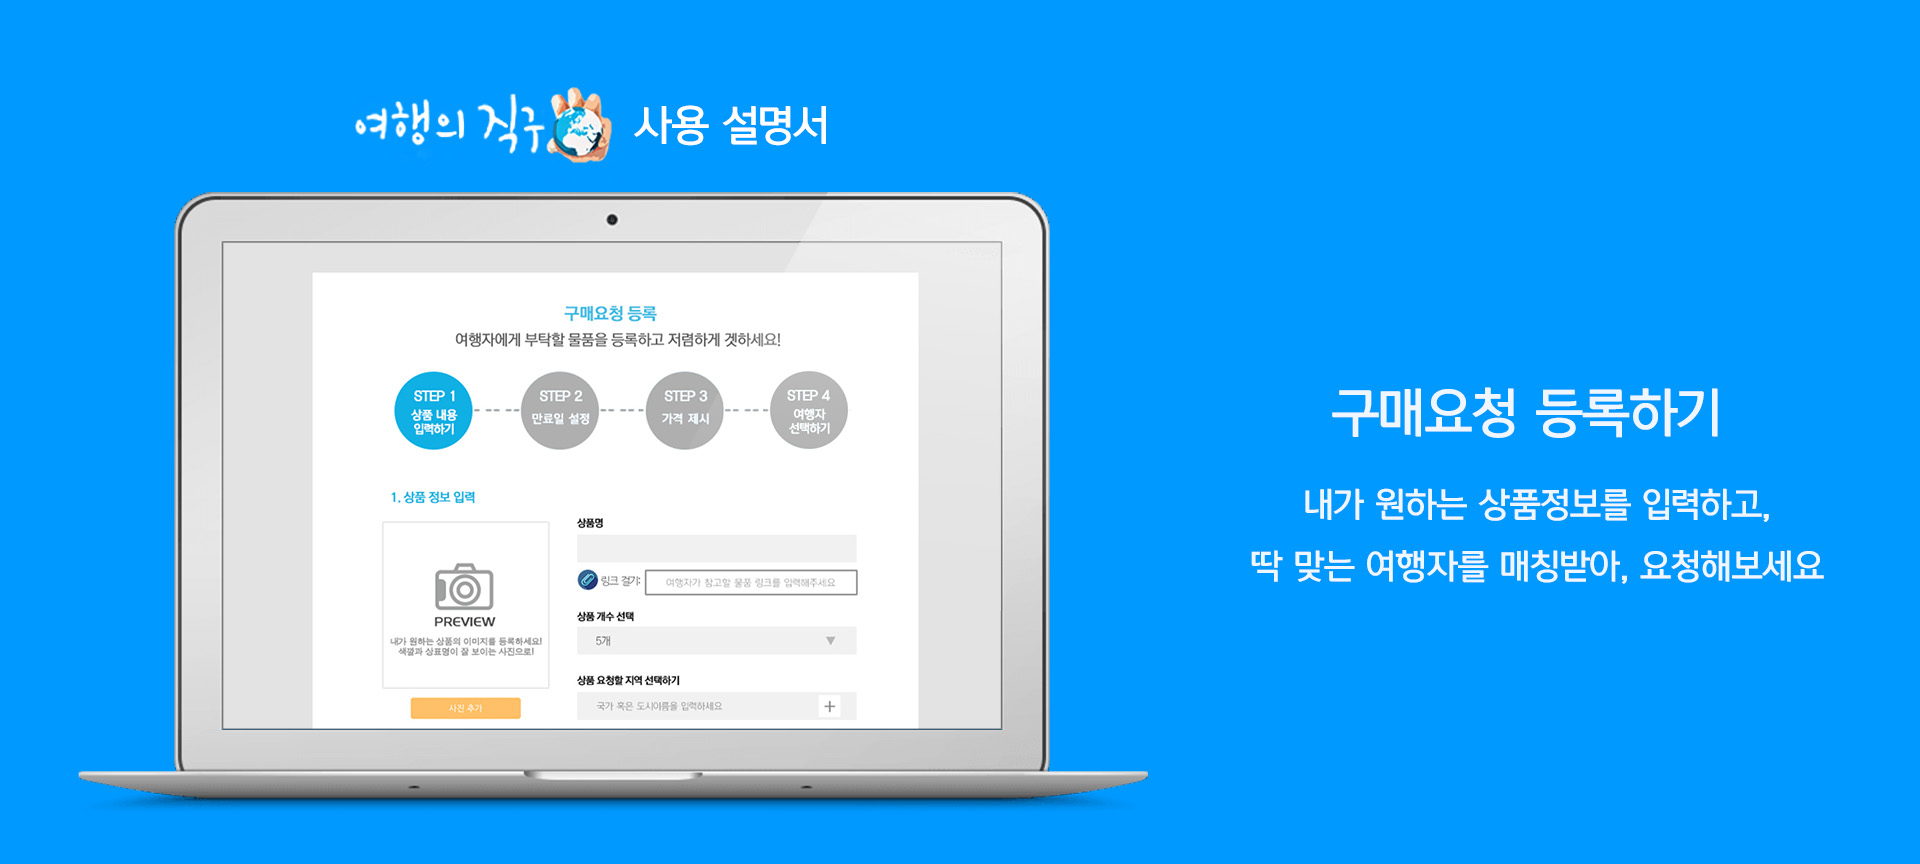 여행의 직구 사용 설명서
구매요청 등록
여행자에게 부탁할 물품을 등록하고 저렴하게 겟하세요!
STEP 1
상품 내용
입력하기
STEP 2
만료일 설정
STEP 3
가격 제시
STEP 4
여행자
선택하기
1. 상품 정보 입력
PREVIEW
내가 원하는 상품의 이미지를 등록하세요!
색깔과 상표명이 잘 보이는 사진으로!
사진 추가
상품명
링크 걸기:
여행자가 참고할 물품 링크를 입력해주세요
상품 개수 선택
5개
상품 요청할 지역 선택하기
국가 혹은 도시이름을 입력하세요
구매요청 등록하기
내가 원하는 상품정보를 입력하고,
딱 맞는 여행자를 매칭받아, 요청해보세요